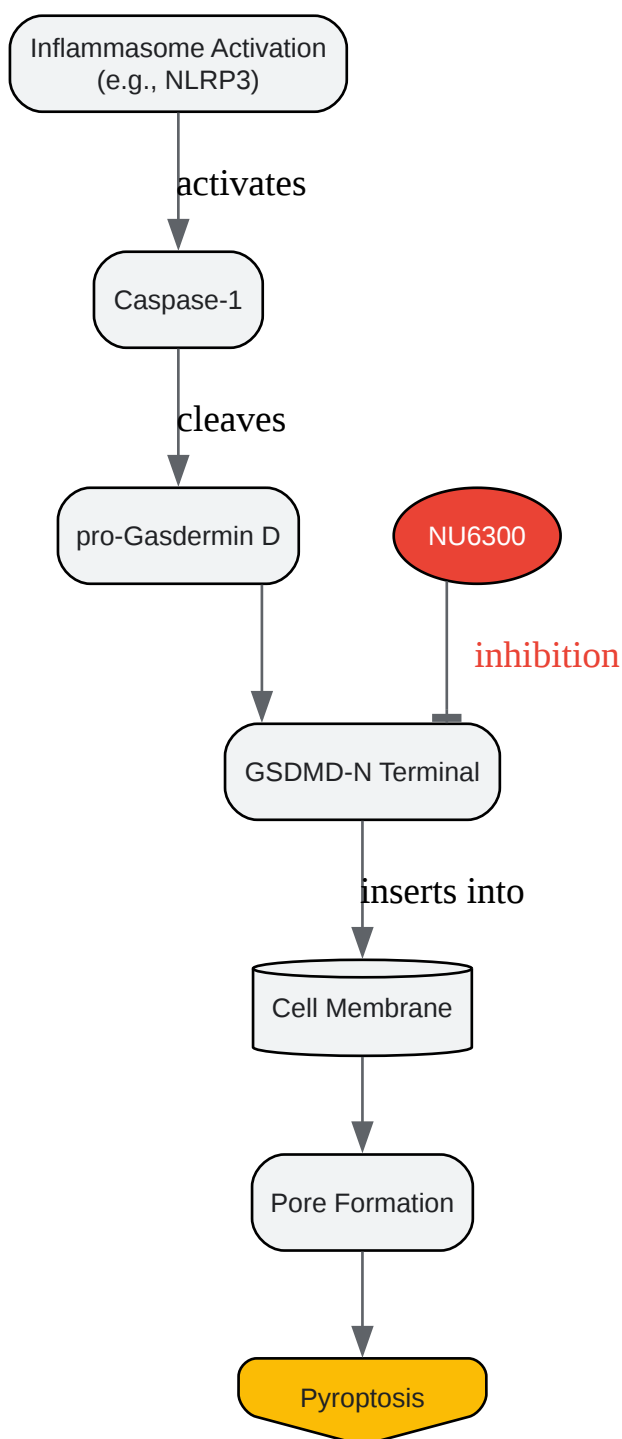 Inflammasome Activation
(e.g., NLRP3)
activates
Caspase-1
cleaves
pro-Gasdermin D
NU6300
inhibition
GSDMD-N Terminal
inserts into
Cell Membrane
Pore Formation
Pyroptosis